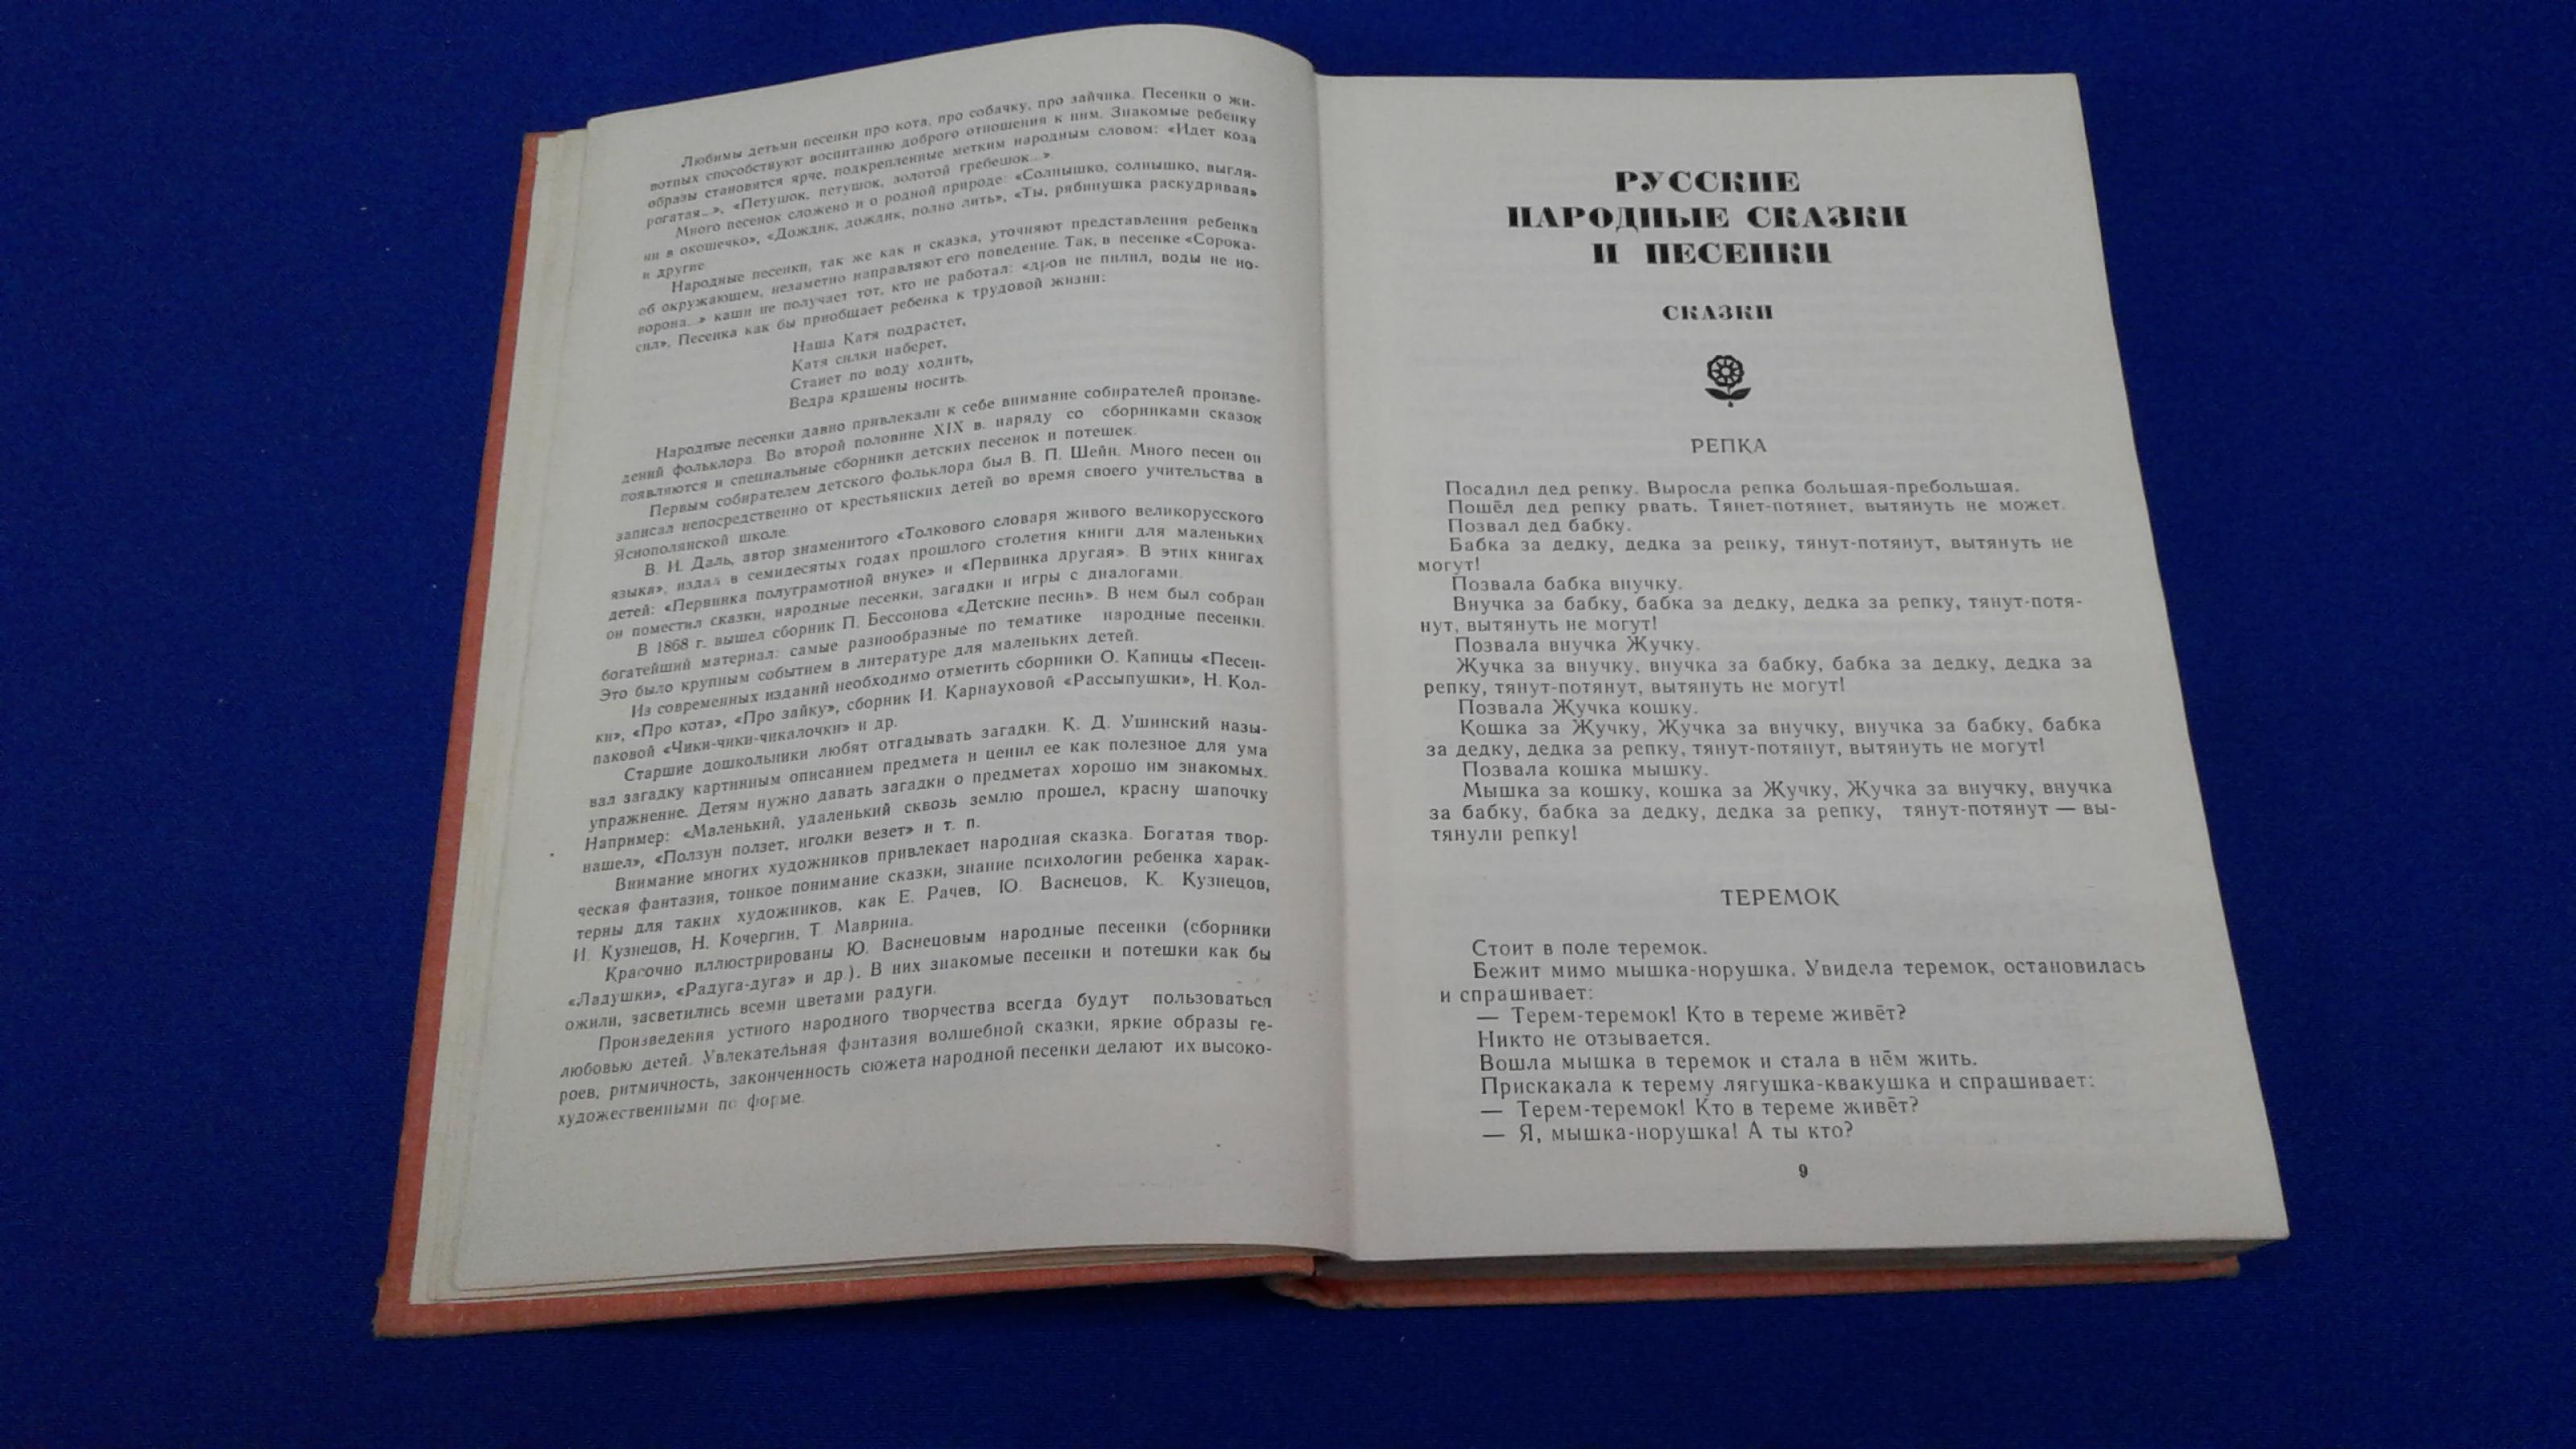 Любимы детьми песенки про кота, про собачку, про зайчика. Песенки о жи-
вотных способствуют воспитанию доброго отношения к ним. Знакомые ребенку
образы становятся ярче, подкрепленные метким народным словом: «Идет коза
рогатая...», «Петушок, петушок, золотой гребешок...»
Много песенок сложено и о родной природе: «Солнышко, солнышко, выгля-
ни в окошечко», «Дождик, дождик, полно лить», «Ты, рябинушка раскудрявая»
и другие.
Народные песенки, так же как и сказка, уточняют представления ребенка
об окружающем, незаметно направляют его поведение. Так, в песенке «Сорока-
ворона...» каши не получает тот, кто не работал: «дров не пилил, воды не но-
сил». Песенка как бы приобщает ребенка к трудовой жизни:
Наша Катя подрастет,
Катя силки наберет,
Станет по воду ходить,
Ведра крашены носить.
Народные песенки давно привлекали к себе внимание собирателей произве-
дений фольклора. Во второй половине XIX в. наряду со сборниками сказок
появляются и специальные сборники детских песенок и потешек.
Первым собирателем детского фольклора был В. П. Шейн. Много песен он
записал непосредственно от крестьянских детей во время своего учительства в
Яснополянской школе.
В. И. Даль, автор знаменитого «Толкового словаря живого великорусского
языка», издал в семидесятых годах прошлого столетия книги для маленьких
детей: «Первинка полуграмотной внуке» и «Первинка другая». В этих книгах
он поместил сказки, народные песенки, загадки и игры с диалогами.
В 1868 г. вышел сборник П. Бессонова «Детские песни». В нем был собран
богатейший материал: самые разнообразные по тематике народные песенки.
Это было крупным событием в литературе для маленьких детей.
Из современных изданий необходимо отметить сборники О. Капицы «Песен-
ки», «Про кота», «Про зайку», сборник И. Карнауховой «Рассыпушки», Н. Кол-
паковой «Чики-чики-чикалочки» и др.
Старшие дошкольники любят отгадывать загадки. К. Д. Ушинский назы-
вал загадку картинным описанием предмета и ценил ее как полезное для ума
упражнение. Детям нужно давать загадки о предметах хорошо им знакомых.
Например: «Маленький, удаленький сквозь землю прошел, красну шапочку
нашел», «Ползун ползет, иголки везет» и т. п.
Внимание многих художников привлекает народная сказка. Богатая твор-
ческая фантазия, тонкое понимание сказки, знание психологии ребенка харак-
терны для таких художников, как Е. Рачев, Ю. Васнецов, К. Кузнецов,
И. Кузнецов, Н. Кочергин, Т. Маврина.
Красочно иллюстрированы Ю. Васнецовым народные песенки (сборники
«Ладушки», «Радуга-дуга» и др.). В них знакомые песенки и потешки как бы
ожили, засветились всеми цветами радуги.
Произведения устного народного творчества всегда будут пользоваться
любовью детей. Увлекательная фантазия волшебной сказки, яркие образы ге-
роев, ритмичность, законченность сюжета народной песенки делают их высоко-
художественными по форме.
РУССКИЕ
НАРОДНЫЕ СКАЗКИ
И ПЕСЕНКИ
СКАЗКИ
РЕПКА
Посадил дед репку. Выросла репка большая-пребольшая.
Пошёл дед репку рвать. Тянет-потянет, вытянуть не может.
Позвал дед бабку.
Бабка за дедку, дедка за репку, тянут-потянут, вытянуть не
могут!
Позвала бабка внучку.
Внучка за бабку, бабка за дедку, дедка за репку, тянут-потя-
нут, вытянуть не могут!
Позвала внучка Жучку.
Жучка за внучку, внучка за бабку, бабка за дедку, дедка за
репку, тянут-потянут, вытянуть не могут!
Позвала Жучка кошку.
Кошка за Жучку, Жучка за внучку, внучка за бабку, бабка
за дедку, дедка за репку, тянут-потянут, вытянуть не могут!
Позвала кошка мышку.
Мышка за кошку, кошка за Жучку, Жучка за внучку, внучка
за бабку, бабка за дедку, дедка за репку, тянут-потянут — вы-
тянули репку!
ТЕРЕМОК
Стоит в поле теремок.
Бежит мимо мышка-норушка. Увидела теремок, остановилась
и спрашивает:
— Терем-теремок! Кто в тереме живёт?
Никто не отзывается.
Вошла мышка в теремок и стала в нём жить.
Прискакала к терему лягушка-квакушка и спрашивает:
— Терем-теремок! Кто в тереме живёт?
— Я, мышка-норушка! А ты кто?
9